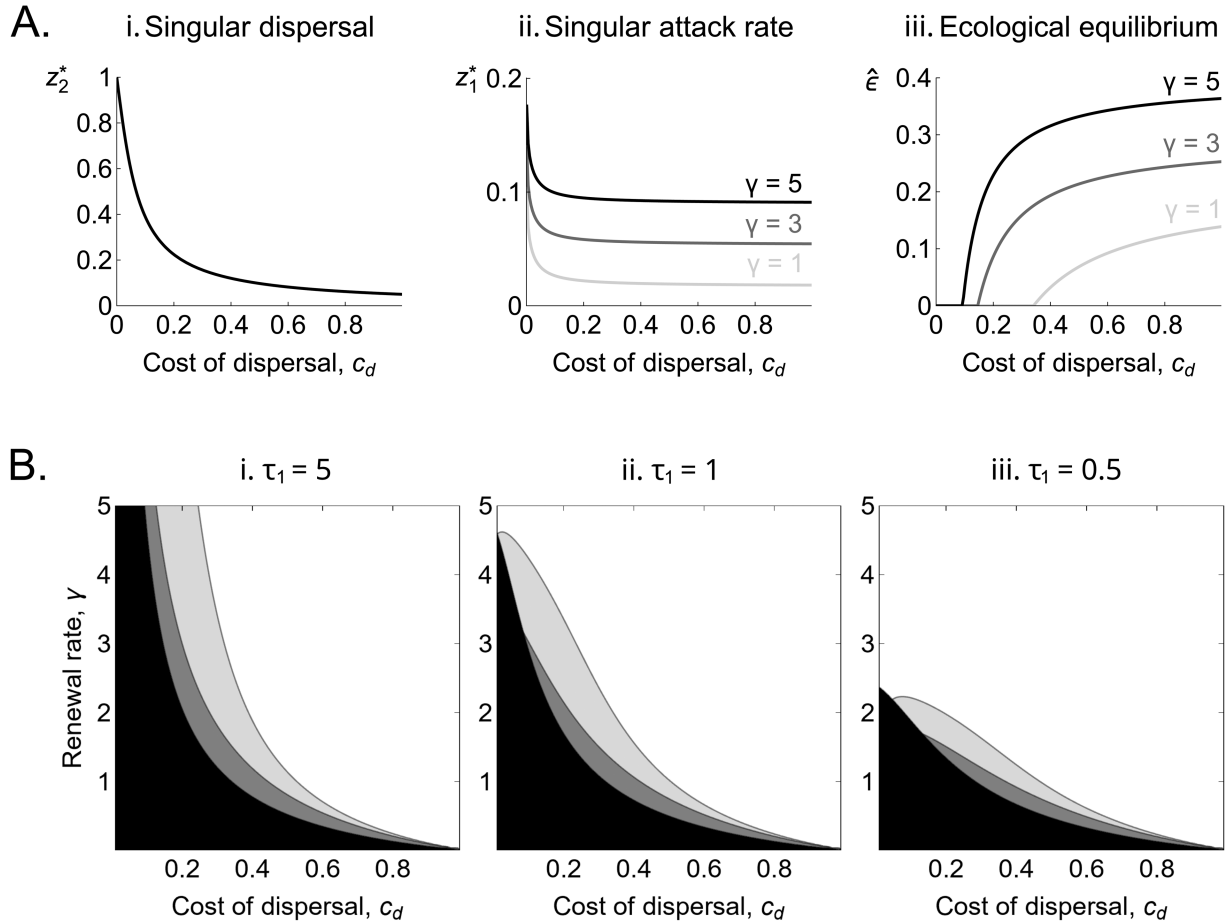 A.
i. Singular dispersal
ii. Singular attack rate
iii. Ecological equilibrium
z₂*
1
0.8
0.6
0.4
0.2
0
0 0.2 0.4 0.6 0.8
Cost of dispersal, c_d
z₁*
0.2
0.1
0
γ = 5
γ = 3
γ = 1
0 0.2 0.4 0.6 0.8
Cost of dispersal, c_d
ε̂
0.4
0.3
0.2
0.1
0
γ = 5
γ = 3
γ = 1
0 0.2 0.4 0.6 0.8
Cost of dispersal, c_d
B.
i. τ₁ = 5
ii. τ₁ = 1
iii. τ₁ = 0.5
Renewal rate, γ
5
4
3
2
1
0.2 0.4 0.6 0.8
Cost of dispersal, c_d
5
4
3
2
1
0.2 0.4 0.6 0.8
Cost of dispersal, c_d
5
4
3
2
1
0.2 0.4 0.6 0.8
Cost of dispersal, c_d